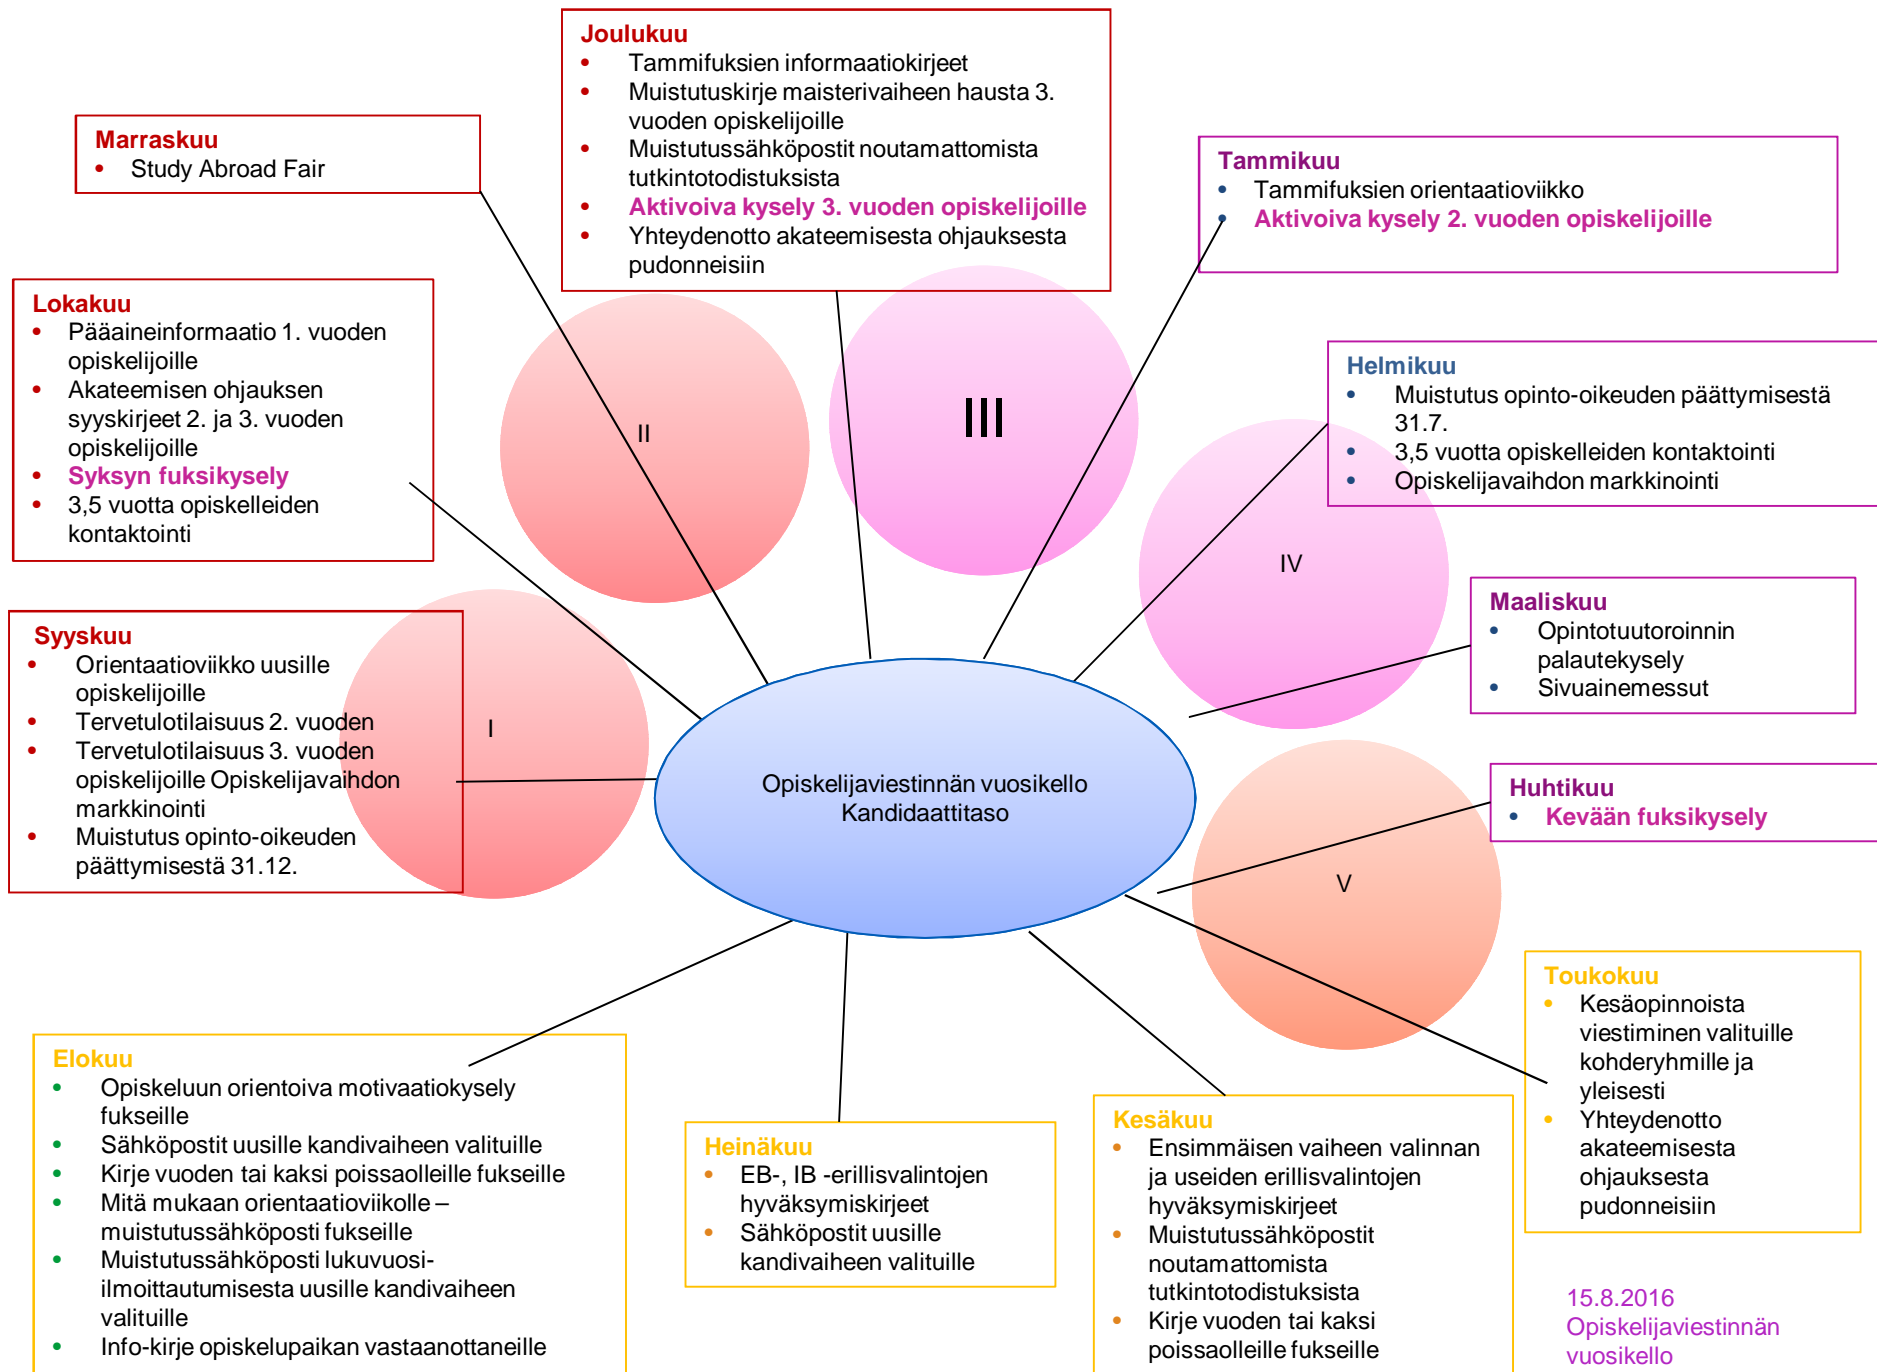 Joulukuu
Tammifuksien informaatiokirjeet
Muistutuskirje maisterivaiheen hausta 3.
vuoden opiskelijoille
Muistutussähköpostit noutamattomista
tutkintotodistuksista
Aktivoiva kysely 3. vuoden opiskelijoille
Yhteydenotto akateemisesta ohjauksesta
pudonneisiin
Marraskuu
Study Abroad Fair
Tammikuu
Tammifuksien orientaatioviikko
Aktivoiva kysely 2. vuoden opiskelijoille
Lokakuu
Pääaineinformaatio 1. vuoden
opiskelijoille
Akateemisen ohjauksen
syyskirjeet 2. ja 3. vuoden
opiskelijoille
Syksyn fuksikysely
3,5 vuotta opiskelleiden
kontaktointi
II
III
Helmikuu
Muistutus opinto-oikeuden päättymisestä
31.7.
3,5 vuotta opiskelleiden kontaktointi
Opiskelijavaihdon markkinointi
IV
Maaliskuu
Opintotuutoroinnin
palautekysely
Sivuainemessut
Syyskuu
Orientaatioviikko uusille
opiskelijoille
Tervetulotilaisuus 2. vuoden
Tervetulotilaisuus 3. vuoden
opiskelijoille Opiskelijavaihdon
markkinointi
Muistutus opinto-oikeuden
päättymisestä 31.12.
I
Opiskelijaviestinnän vuosikello
Kandidaattitaso
Huhtikuu
Kevään fuksikysely
V
Toukokuu
Kesäopinnoista
viestiminen valituille
kohderyhmille ja
yleisesti
Yhteydenotto
akateemisesta
ohjauksesta
pudonneisiin
Elokuu
Opiskeluun orientoiva motivaatiokysely
fukseille
Sähköpostit uusille kandivaiheen valituille
Kirje vuoden tai kaksi poissaolleille fukseille
Mitä mukaan orientaatioviikolle –
muistutussähköposti fukseille
Muistutussähköposti lukuvuosi-
ilmoittautumisesta uusille kandivaiheen
valituille
Info-kirje opiskelupaikan vastaanottaneille
Heinäkuu
EB-, IB -erillisvalintojen
hyväksymiskirjeet
Sähköpostit uusille
kandivaiheen valituille
Kesäkuu
Ensimmäisen vaiheen valinnan
ja useiden erillisvalintojen
hyväksymiskirjeet
Muistutussähköpostit
noutamattomista
tutkintotodistuksista
Kirje vuoden tai kaksi
poissaolleille fukseille
15.8.2016
Opiskelijaviestinnän
vuosikello